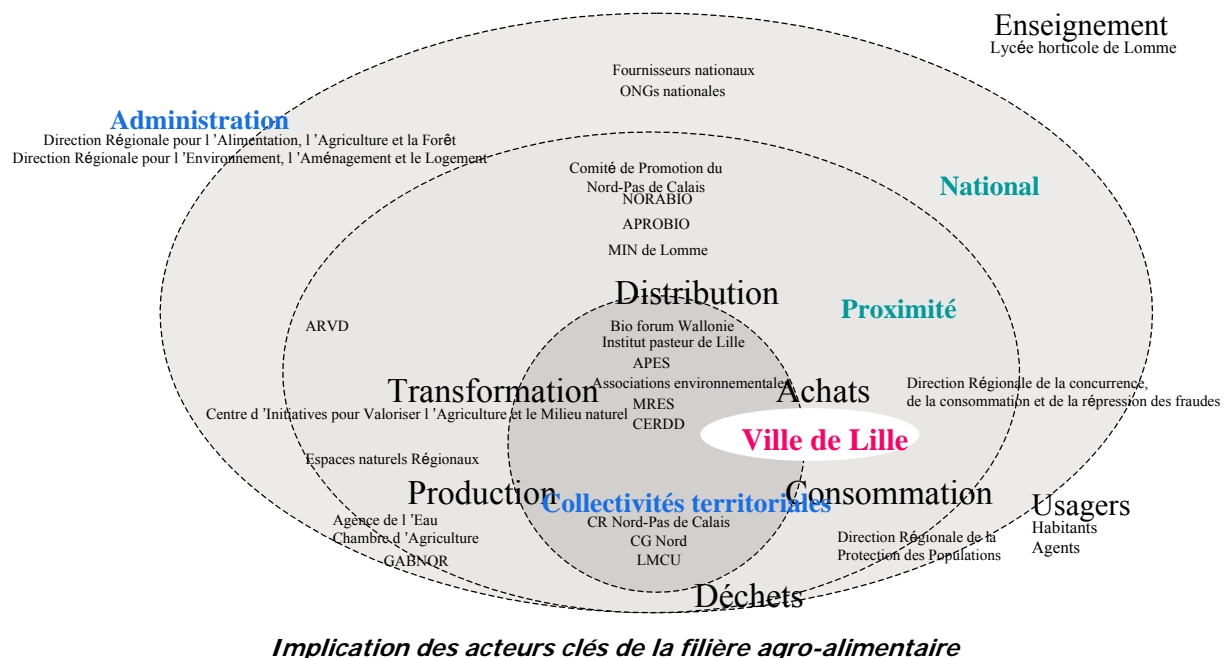 Enseignement
Lycée horticole de Lomme
Fournisseurs nationaux
ONGs nationales
Administration
Direction Régionale pour l 'Alimentation, l 'Agriculture et la Forêt
Direction Régionale pour l 'Environnement, l 'Aménagement et le Logement
Comité de Promotion du
Nord-Pas de Calais
NORABIO
APROBIO
MIN de Lomme
National
Distribution
Proximité
ARVD
Bio forum Wallonie
Institut pasteur de Lille
APES
Associations environnementales
MRES
CERDD
Transformation
Centre d 'Initiatives pour Valoriser l 'Agriculture et le Milieu naturel
Achats
Direction Régionale de la concurrence,
de la consommation et de la répression des fraudes
Ville de Lille
Espaces naturels Régionaux
Production
Agence de l 'Eau
Chambre d 'Agriculture
GABNOR
Collectivités territoriales
CR Nord-Pas de Calais
CG Nord
LMCU
Consommation
Direction Régionale de la
Protection des Populations
Usagers
Habitants
Agents
Déchets
Implication des acteurs clés de la filière agro-alimentaire